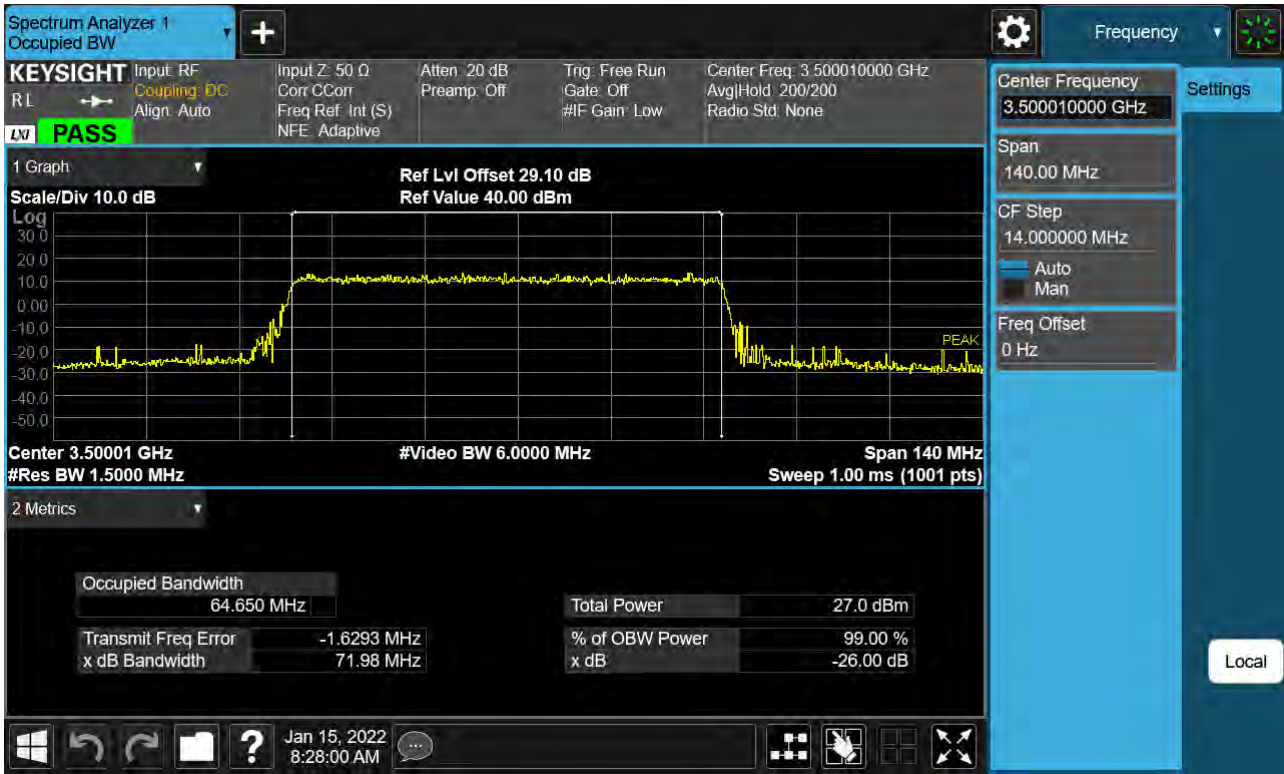 Spectrum Analyzer 1
Occupied BW
Frequency
KEYSIGHT
RL
LXI PASS
Input: RF
Coupling: DC
Align: Auto
Input Z: 50 Ω
Corr CCorr
Freq Ref: Int (S)
NFE: Adaptive
Atten: 20 dB
Preamp: Off
Trig: Free Run
Gate: Off
#IF Gain: Low
Center Freq: 3.500010000 GHz
Avg|Hold: 200/200
Radio Std: None
Center Frequency
3.500010000 GHz
Settings
Span
140.00 MHz
CF Step
14.000000 MHz
Auto
Man
Freq Offset
0 Hz
1 Graph
Scale/Div 10.0 dB
Ref Lvl Offset 29.10 dB
Ref Value 40.00 dBm
Log
30.0
20.0
10.0
0.00
-10.0
-20.0
-30.0
-40.0
-50.0
PEAK
Center 3.50001 GHz
#Res BW 1.5000 MHz
#Video BW 6.0000 MHz
Span 140 MHz
Sweep 1.00 ms (1001 pts)
2 Metrics
Occupied Bandwidth
64.650 MHz
Total Power 27.0 dBm
Transmit Freq Error -1.6293 MHz
% of OBW Power 99.00 %
x dB Bandwidth 71.98 MHz
x dB -26.00 dB
Local
Jan 15, 2022
8:28:00 AM